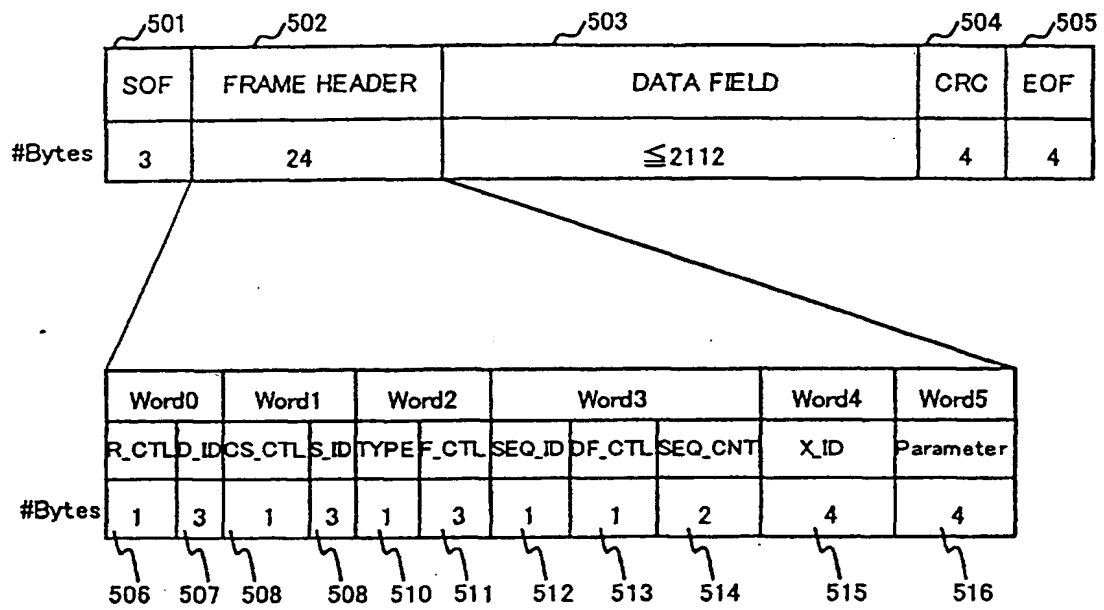 501 502 503 504 505
SOF FRAME HEADER DATA FIELD CRC EOF
#Bytes 3 24 ≦2112 4 4
Word0 Word1 Word2 Word3 Word4 Word5
R_CTL D_ID CS_CTL S_ID TYPE F_CTL SEQ_ID DF_CTL SEQ_CNT X_ID Parameter
#Bytes 1 3 1 3 1 3 1 1 2 4 4
506 507 508 508 510 511 512 513 514 515 516